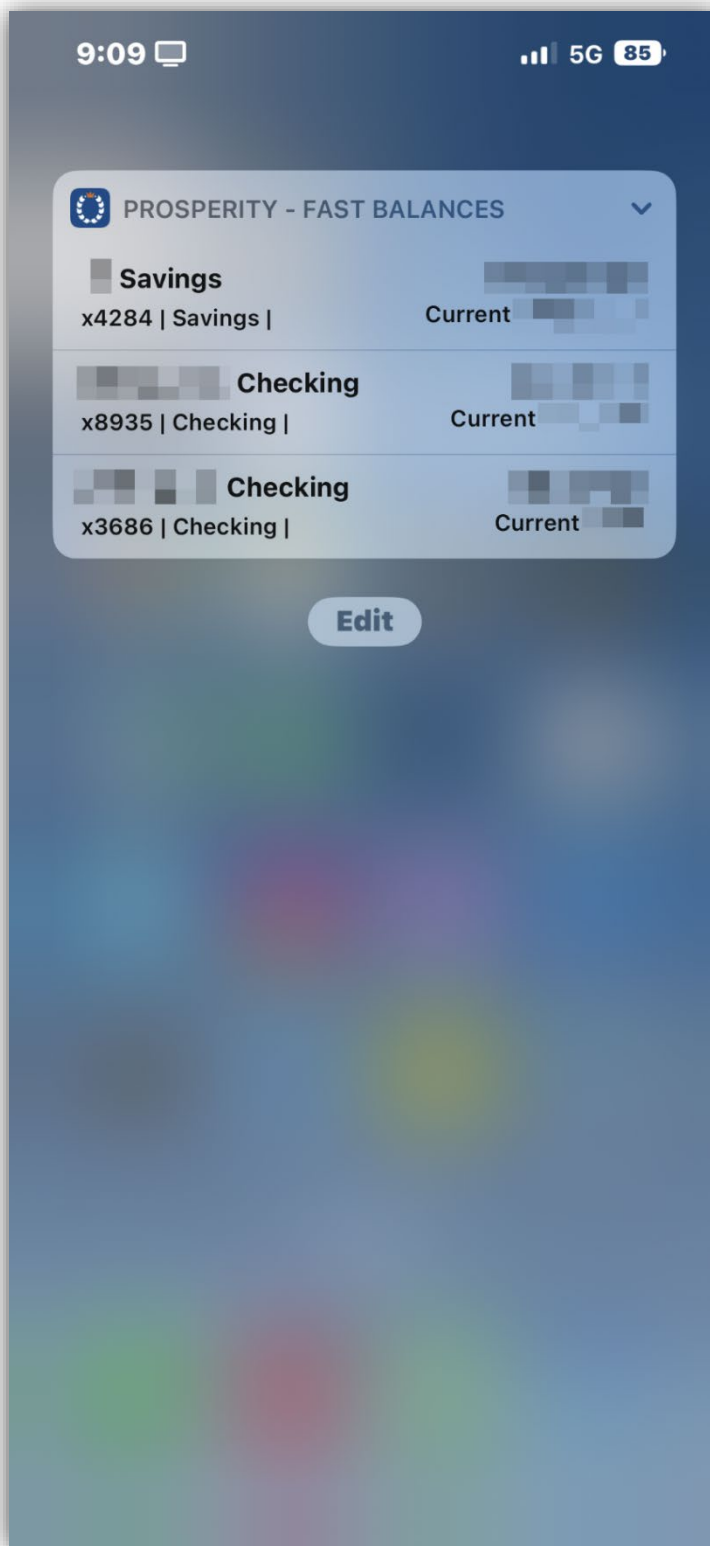 9:09
5G 85
PROSPERITY - FAST BALANCES
Savings
x4284 | Savings |
Current
Checking
x8935 | Checking |
Current
Checking
x3686 | Checking |
Current
Edit